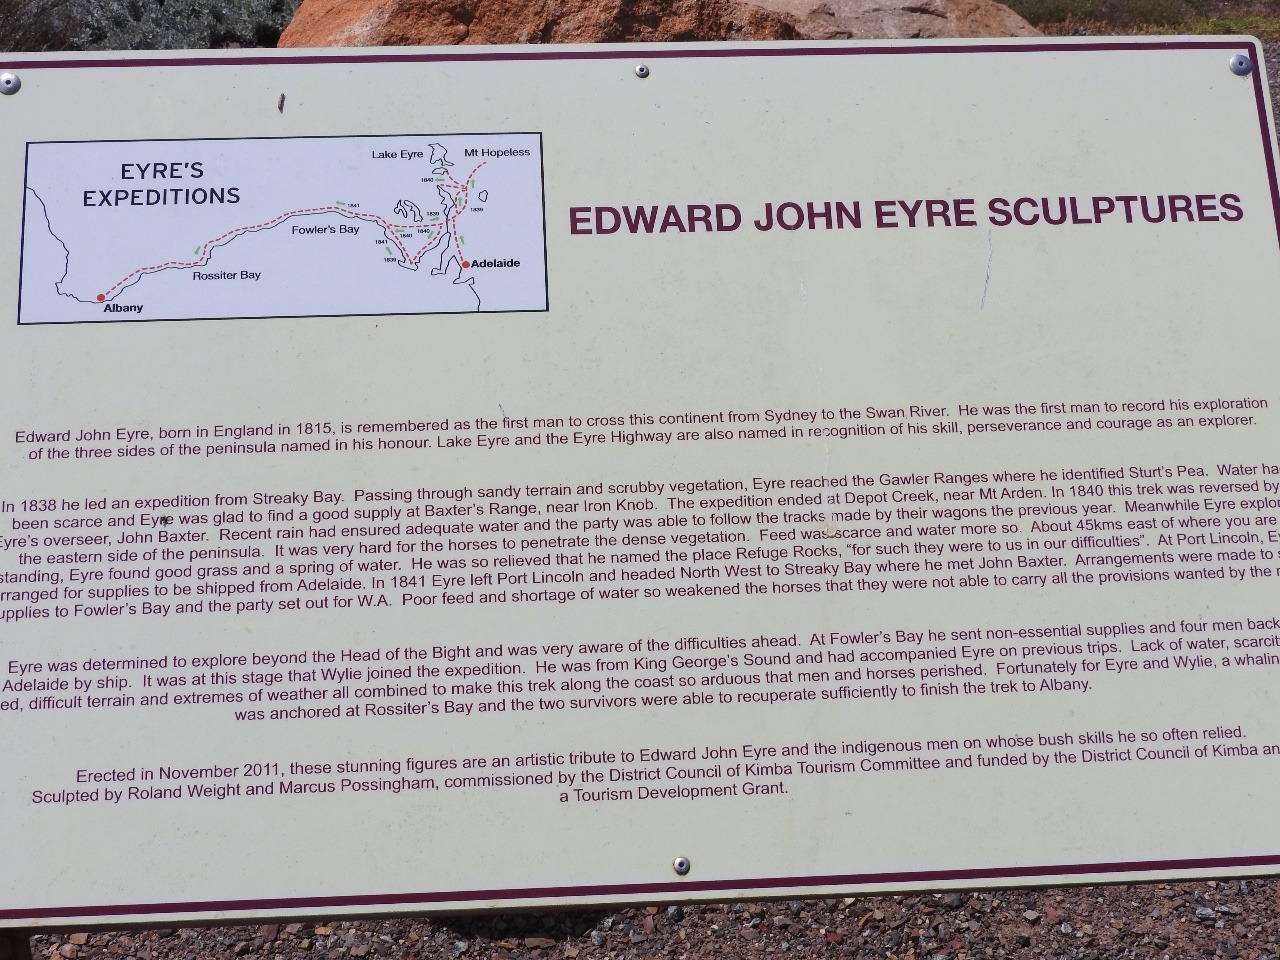 EYRE'S
EXPEDITIONS
Lake Eyre
Mt Hopeless
1840
1839
1841
1839
Fowler's Bay
1840
1840
1841
1839
Rossiter Bay
Adelaide
Albany
EDWARD JOHN EYRE SCULPTURES
Edward John Eyre, born in England in 1815, is remembered as the first man to cross this continent from Sydney to the Swan River. He was the first man to record his exploration
of the three sides of the peninsula named in his honour. Lake Eyre and the Eyre Highway are also named in recognition of his skill, perseverance and courage as an explorer.
In 1838 he led an expedition from Streaky Bay. Passing through sandy terrain and scrubby vegetation, Eyre reached the Gawler Ranges where he identified Sturt's Pea. Water ha
been scarce and Eyre was glad to find a good supply at Baxter's Range, near Iron Knob. The expedition ended at Depot Creek, near Mt Arden. In 1840 this trek was reversed by
Eyre's overseer, John Baxter. Recent rain had ensured adequate water and the party was able to follow the tracks made by their wagons the previous year. Meanwhile Eyre explo
the eastern side of the peninsula. It was very hard for the horses to penetrate the dense vegetation. Feed was scarce and water more so. About 45kms east of where you are
standing, Eyre found good grass and a spring of water. He was so relieved that he named the place Refuge Rocks, “for such they were to us in our difficulties”. At Port Lincoln, E
rranged for supplies to be shipped from Adelaide. In 1841 Eyre left Port Lincoln and headed North West to Streaky Bay where he met John Baxter. Arrangements were made to
upplies to Fowler's Bay and the party set out for W.A. Poor feed and shortage of water so weakened the horses that they were not able to carry all the provisions wanted by the
Eyre was determined to explore beyond the Head of the Bight and was very aware of the difficulties ahead. At Fowler's Bay he sent non-essential supplies and four men back
Adelaide by ship. It was at this stage that Wylie joined the expedition. He was from King George's Sound and had accompanied Eyre on previous trips. Lack of water, scarcit
ed, difficult terrain and extremes of weather all combined to make this trek along the coast so arduous that men and horses perished. Fortunately for Eyre and Wylie, a whalin
was anchored at Rossiter's Bay and the two survivors were able to recuperate sufficiently to finish the trek to Albany.
Erected in November 2011, these stunning figures are an artistic tribute to Edward John Eyre and the indigenous men on whose bush skills he so often relied.
Sculpted by Roland Weight and Marcus Possingham, commissioned by the District Council of Kimba Tourism Committee and funded by the District Council of Kimba an
a Tourism Development Grant.